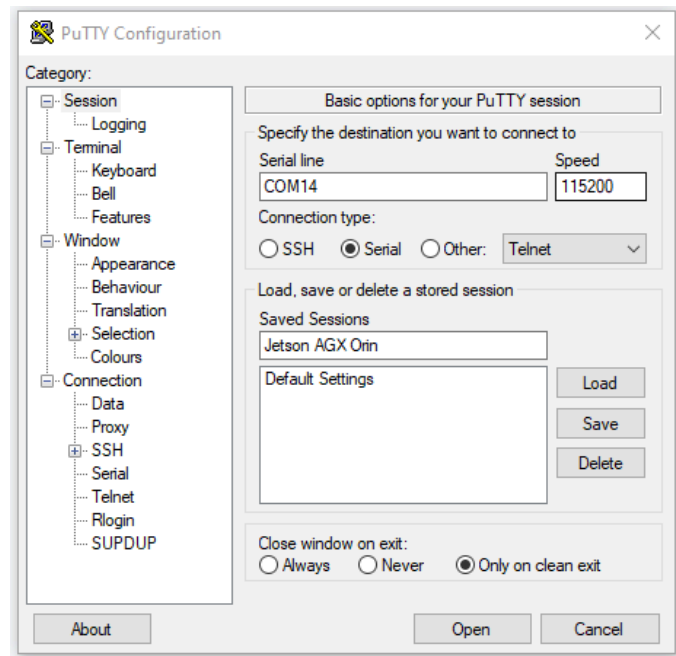 PuTTY Configuration
Category:
Session
Logging
Terminal
Keyboard
Bell
Features
Window
Appearance
Behaviour
Translation
Selection
Colours
Connection
Data
Proxy
SSH
Serial
Telnet
Rlogin
SUPDUP
Basic options for your PuTTY session
Specify the destination you want to connect to
Serial line Speed
COM14 115200
Connection type:
SSH Serial Other: Telnet
Load, save or delete a stored session
Saved Sessions
Jetson AGX Orin
Default Settings
Load
Save
Delete
Close window on exit:
Always Never Only on clean exit
About Open Cancel